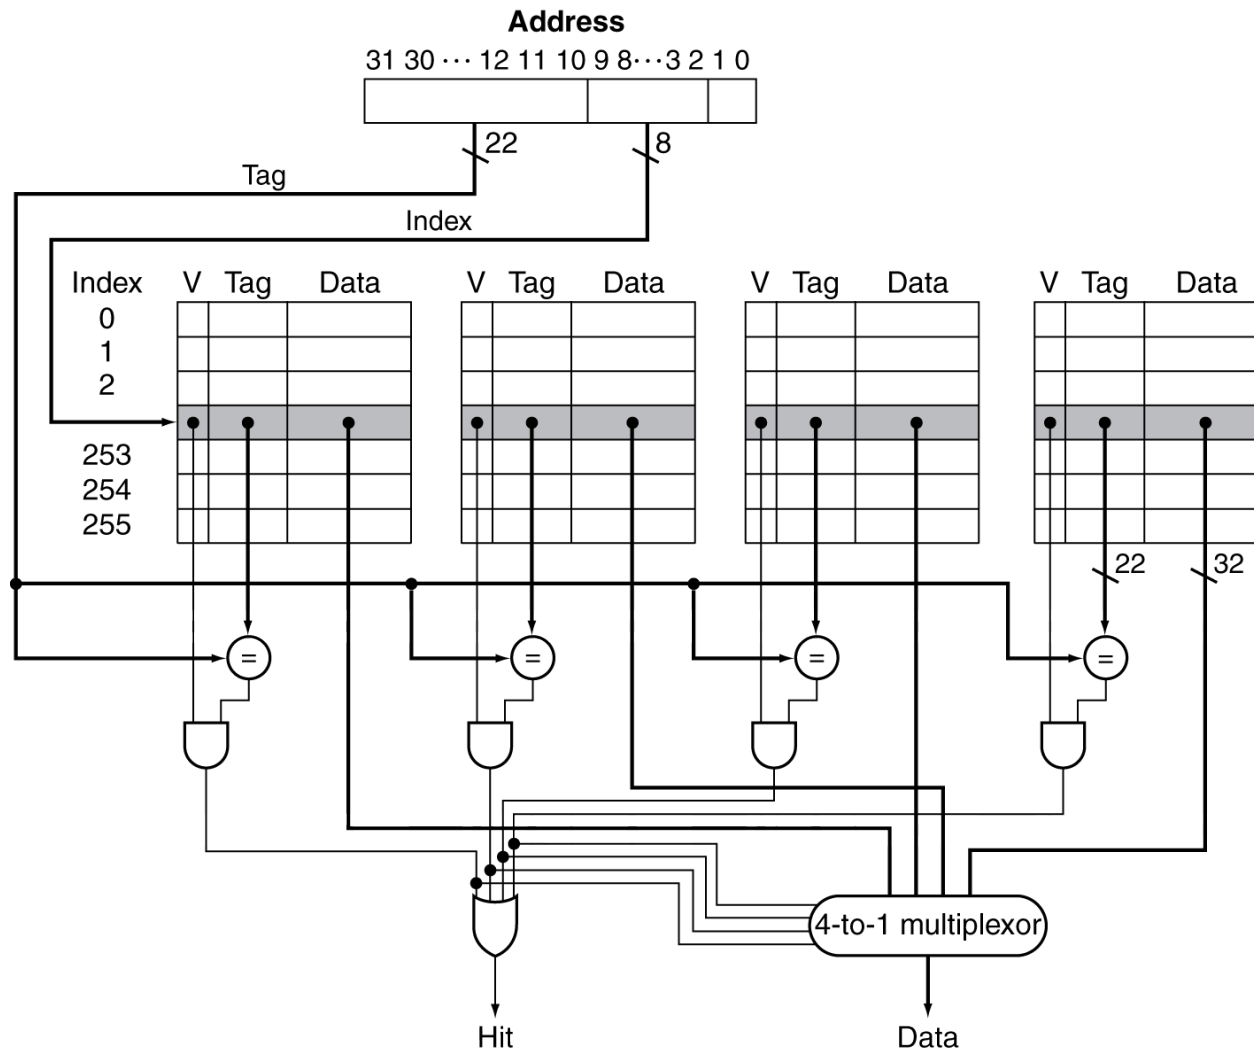 Address
31 30 ··· 12 11 10 9 8···3 2 1 0
22
8
Tag
Index
Index V Tag Data V Tag Data V Tag Data V Tag Data
0
1
2
253
254
255
22 32
= = = =
4-to-1 multiplexor
Hit Data